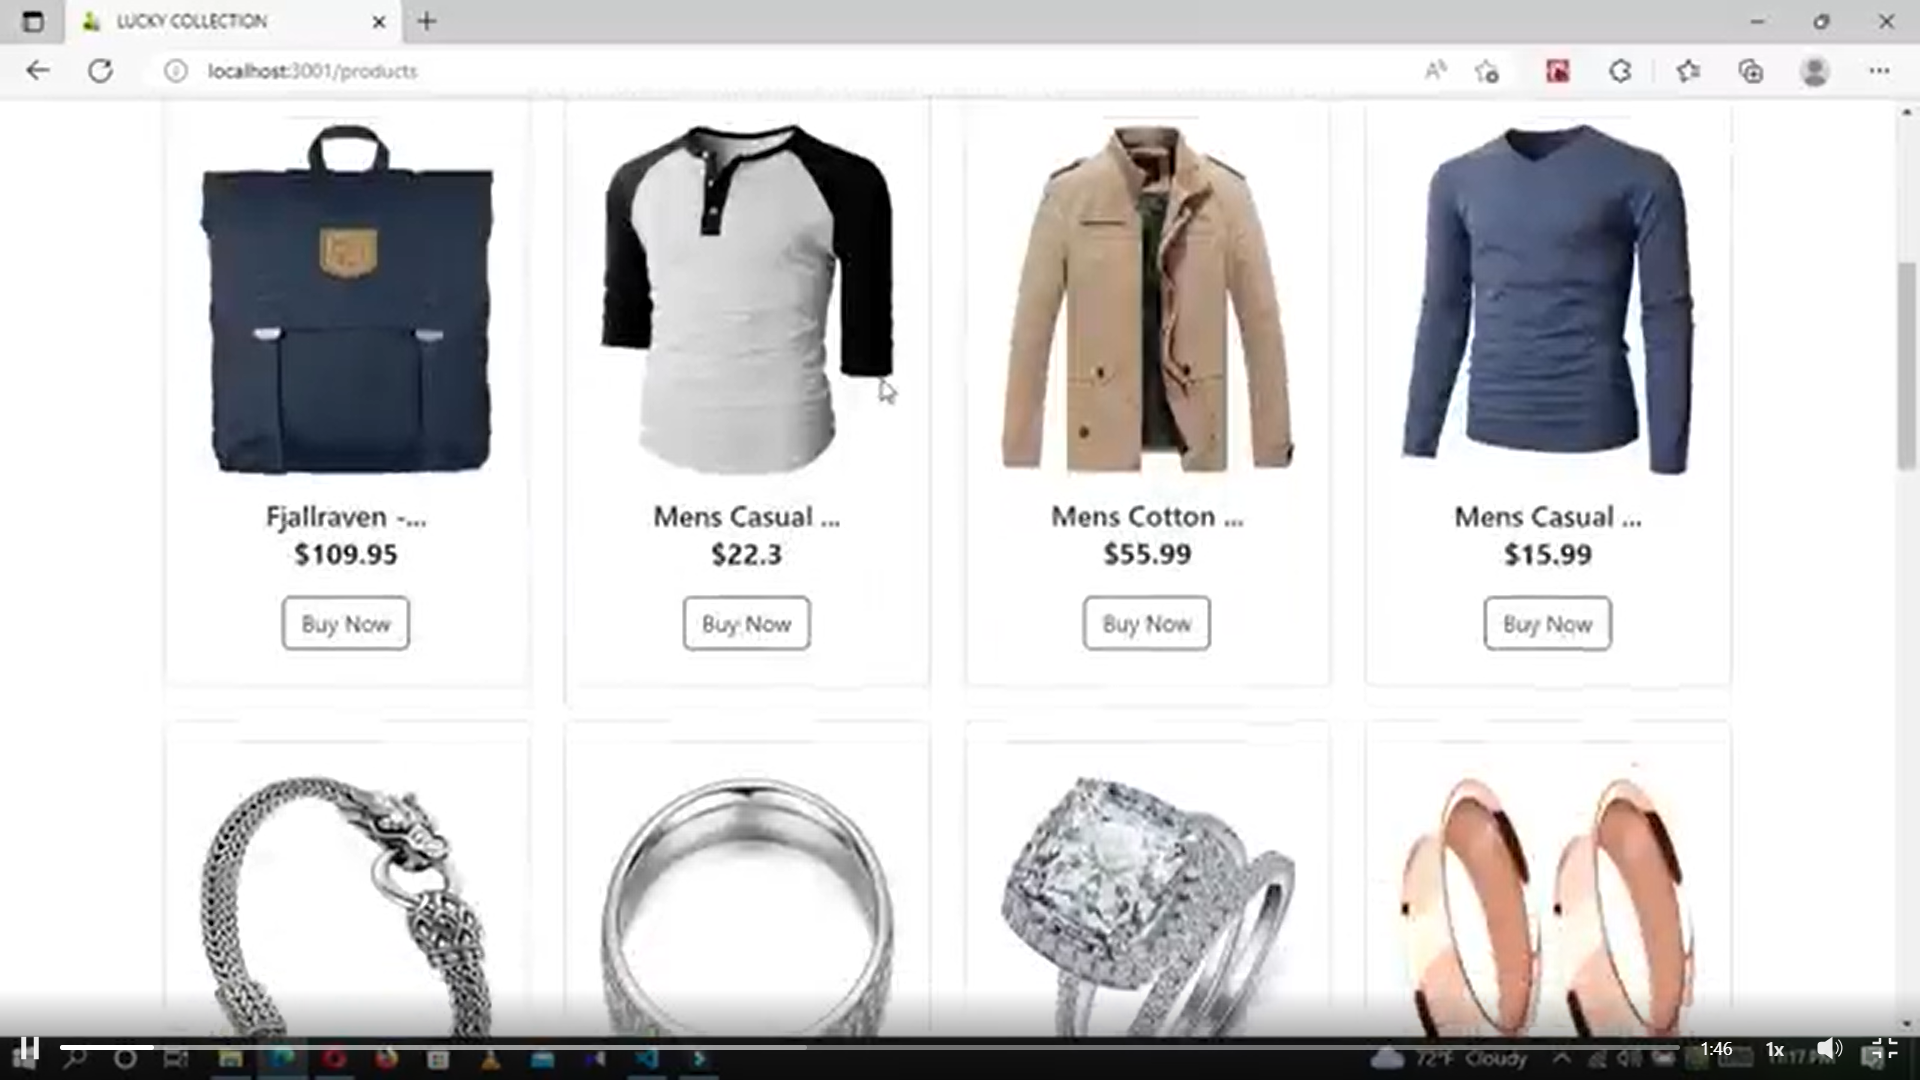 LUCKY COLLECTION
localhost:3001/products
Fjallraven -...
$109.95
Buy Now
Mens Casual ...
$22.3
Buy Now
Mens Cotton ...
$55.99
Buy Now
Mens Casual ...
$15.99
Buy Now
1:46
1x
72°F Cloudy